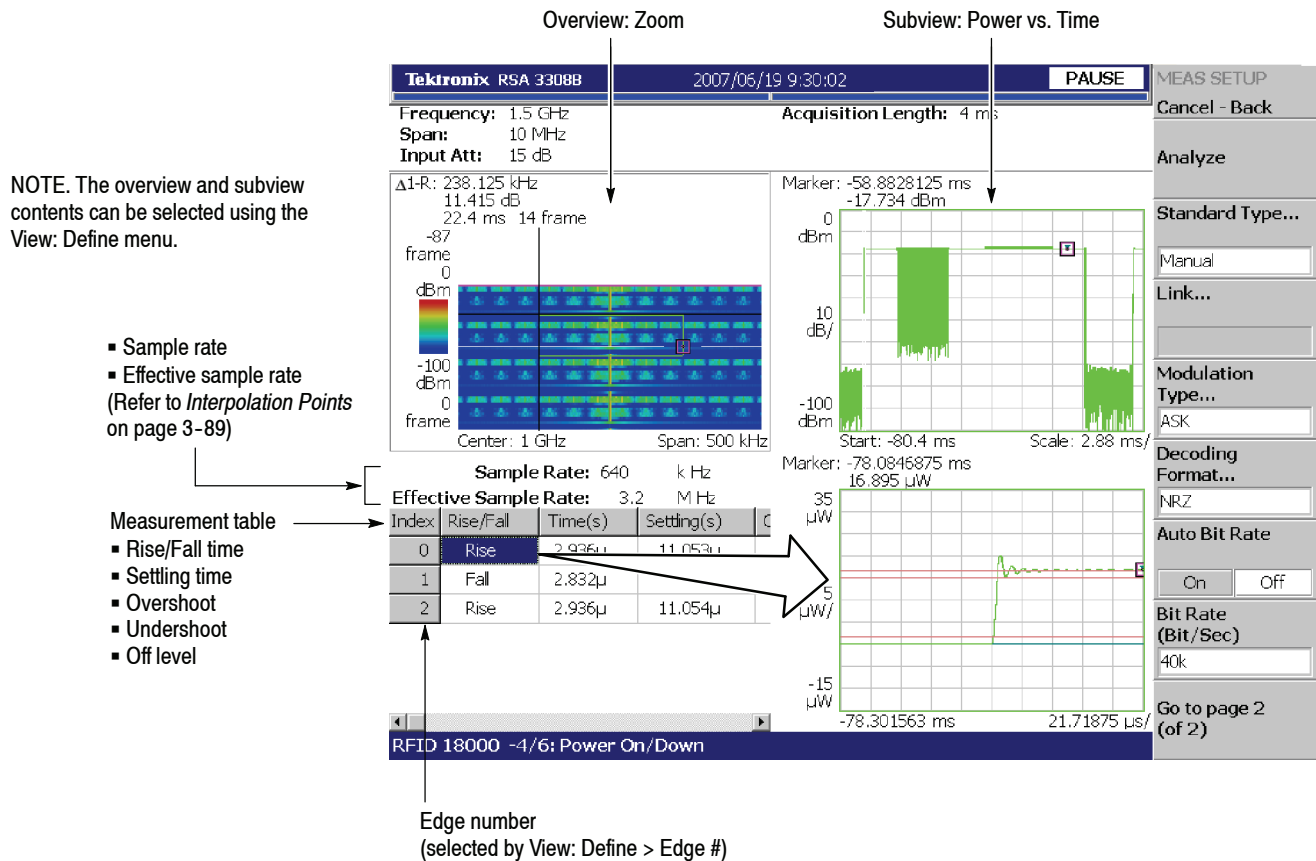 Overview: Zoom
Subview: Power vs. Time
Tektronix RSA 3308B 2007/06/19 9:30:02 PAUSE
Frequency: 1.5 GHz
Span: 10 MHz
Input Att: 15 dB
Acquisition Length: 4 ms
NOTE. The overview and subview
contents can be selected using the
View: Define menu.
Δ1-R: 238.125 kHz
11.415 dB
22.4 ms 14 frame
-87
frame
0
dBm
-100
dBm
0
frame
Center: 1 GHz Span: 500 kHz
Marker: -58.8828125 ms
-17.734 dBm
0
dBm
10
dB/
-100
dBm
Start: -80.4 ms Scale: 2.88 ms/
▪ Sample rate
▪ Effective sample rate
(Refer to Interpolation Points
on page 3-89)
Sample Rate: 640 k Hz
Effective Sample Rate: 3.2 M Hz
Measurement table
▪ Rise/Fall time
▪ Settling time
▪ Overshoot
▪ Undershoot
▪ Off level
Index Rise/Fall Time(s) Settling(s)
0 Rise 2.936µ 11.053µ
1 Fall 2.832µ
2 Rise 2.936µ 11.054µ
Marker: -78.0846875 ms
16.895 µW
35
µW
5
µW/
-15
µW
-78.301563 ms 21.71875 µs/
RFID 18000 -4/6: Power On/Down
MEAS SETUP
Cancel - Back
Analyze
Standard Type...
Manual
Link...
Modulation
Type...
ASK
Decoding
Format...
NRZ
Auto Bit Rate
On Off
Bit Rate
(Bit/Sec)
40k
Go to page 2
(of 2)
Edge number
(selected by View: Define > Edge #)